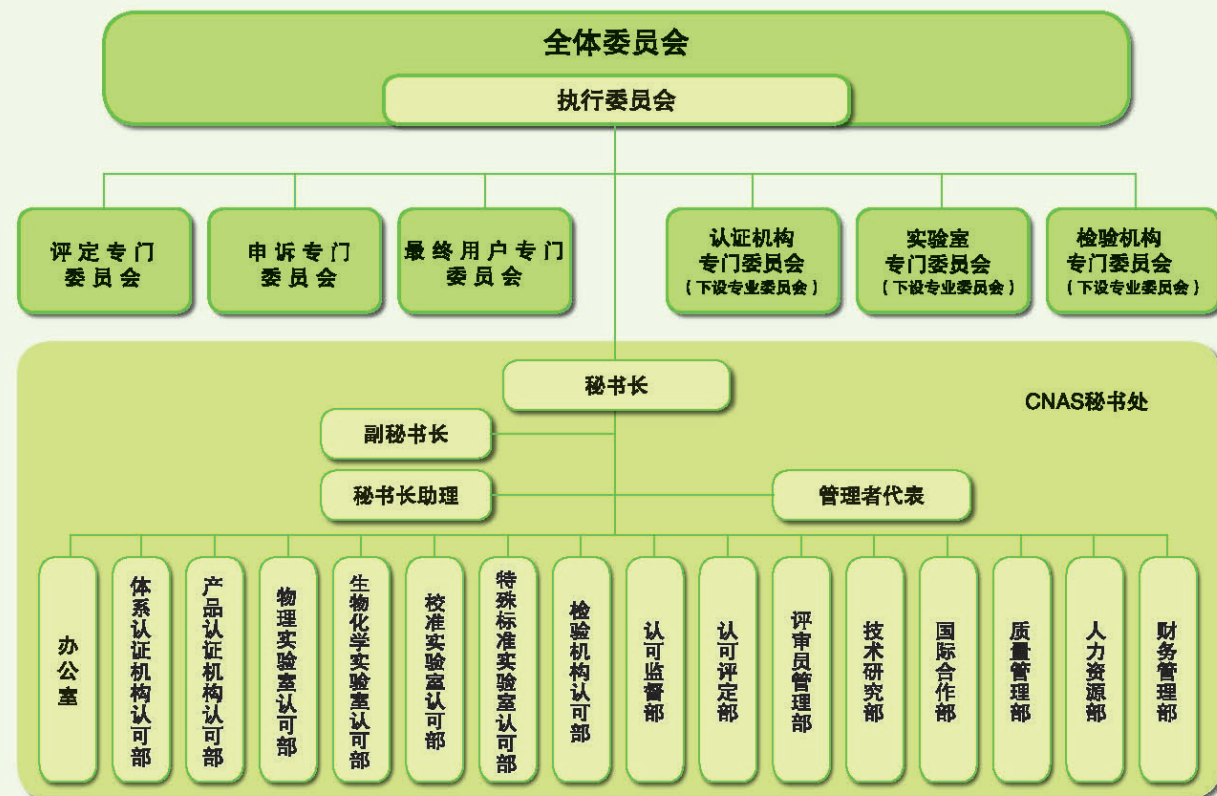 全体委员会
执行委员会
评定专门
委员会
申诉专门
委员会
最终用户专门
委员会
认证机构
专门委员会
(下设专业委员会)
实验室
专门委员会
(下设专业委员会)
检验机构
专门委员会
(下设专业委员会)
秘书长
CNAS秘书处
副秘书长
秘书长助理
管理者代表
办公室
体系认证机构认可部
产品认证机构认可部
物理实验室认可部
生物化学实验室认可部
校准实验室认可部
特殊标准实验室认可部
检验机构认可部
认可监督部
认可评定部
评审员管理部
技术研究部
国际合作部
质量管理部
人力资源部
财务管理部